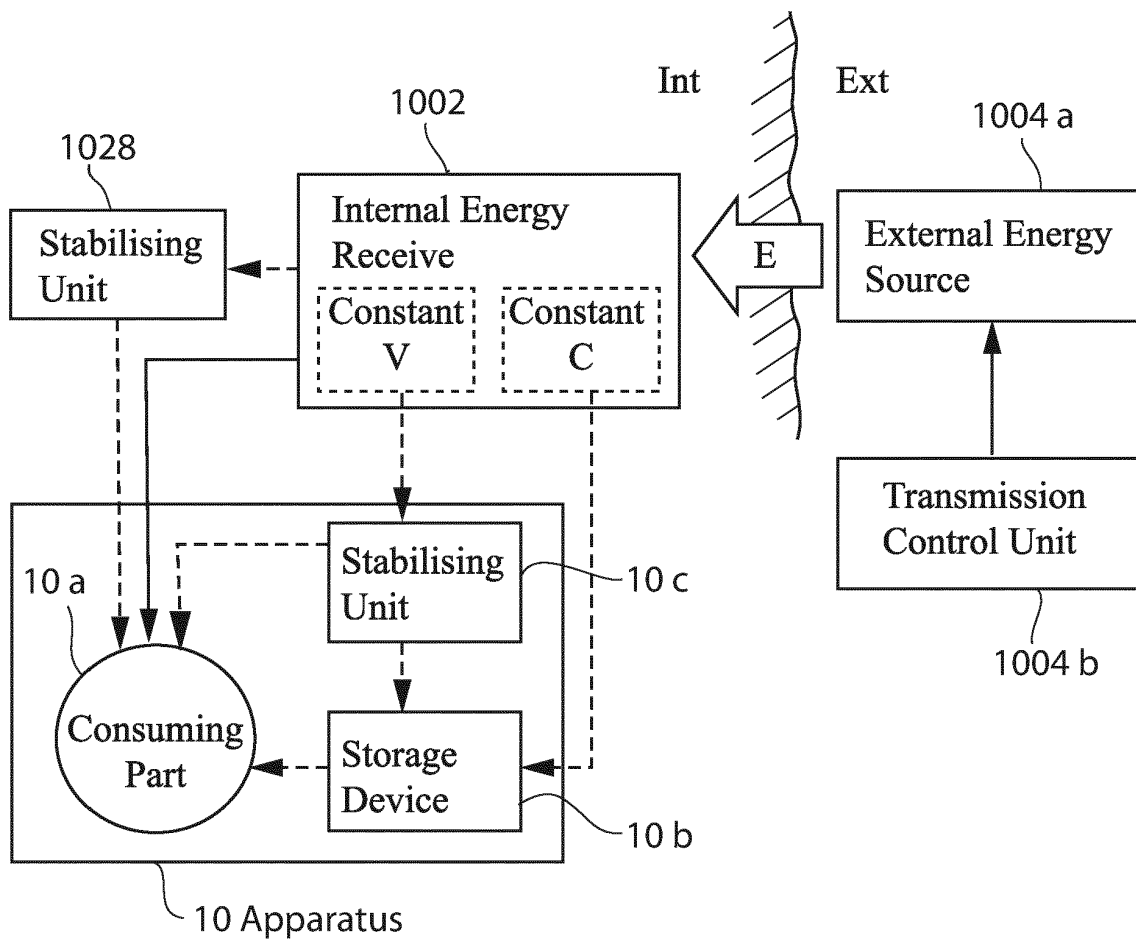 Int
Ext
1002
1004 a
1028
Internal Energy
Receive
Constant
V
Constant
C
E
External Energy
Source
Stabilising
Unit
Transmission
Control Unit
1004 b
10 a
Stabilising
Unit
10 c
Consuming
Part
Storage
Device
10 b
10 Apparatus